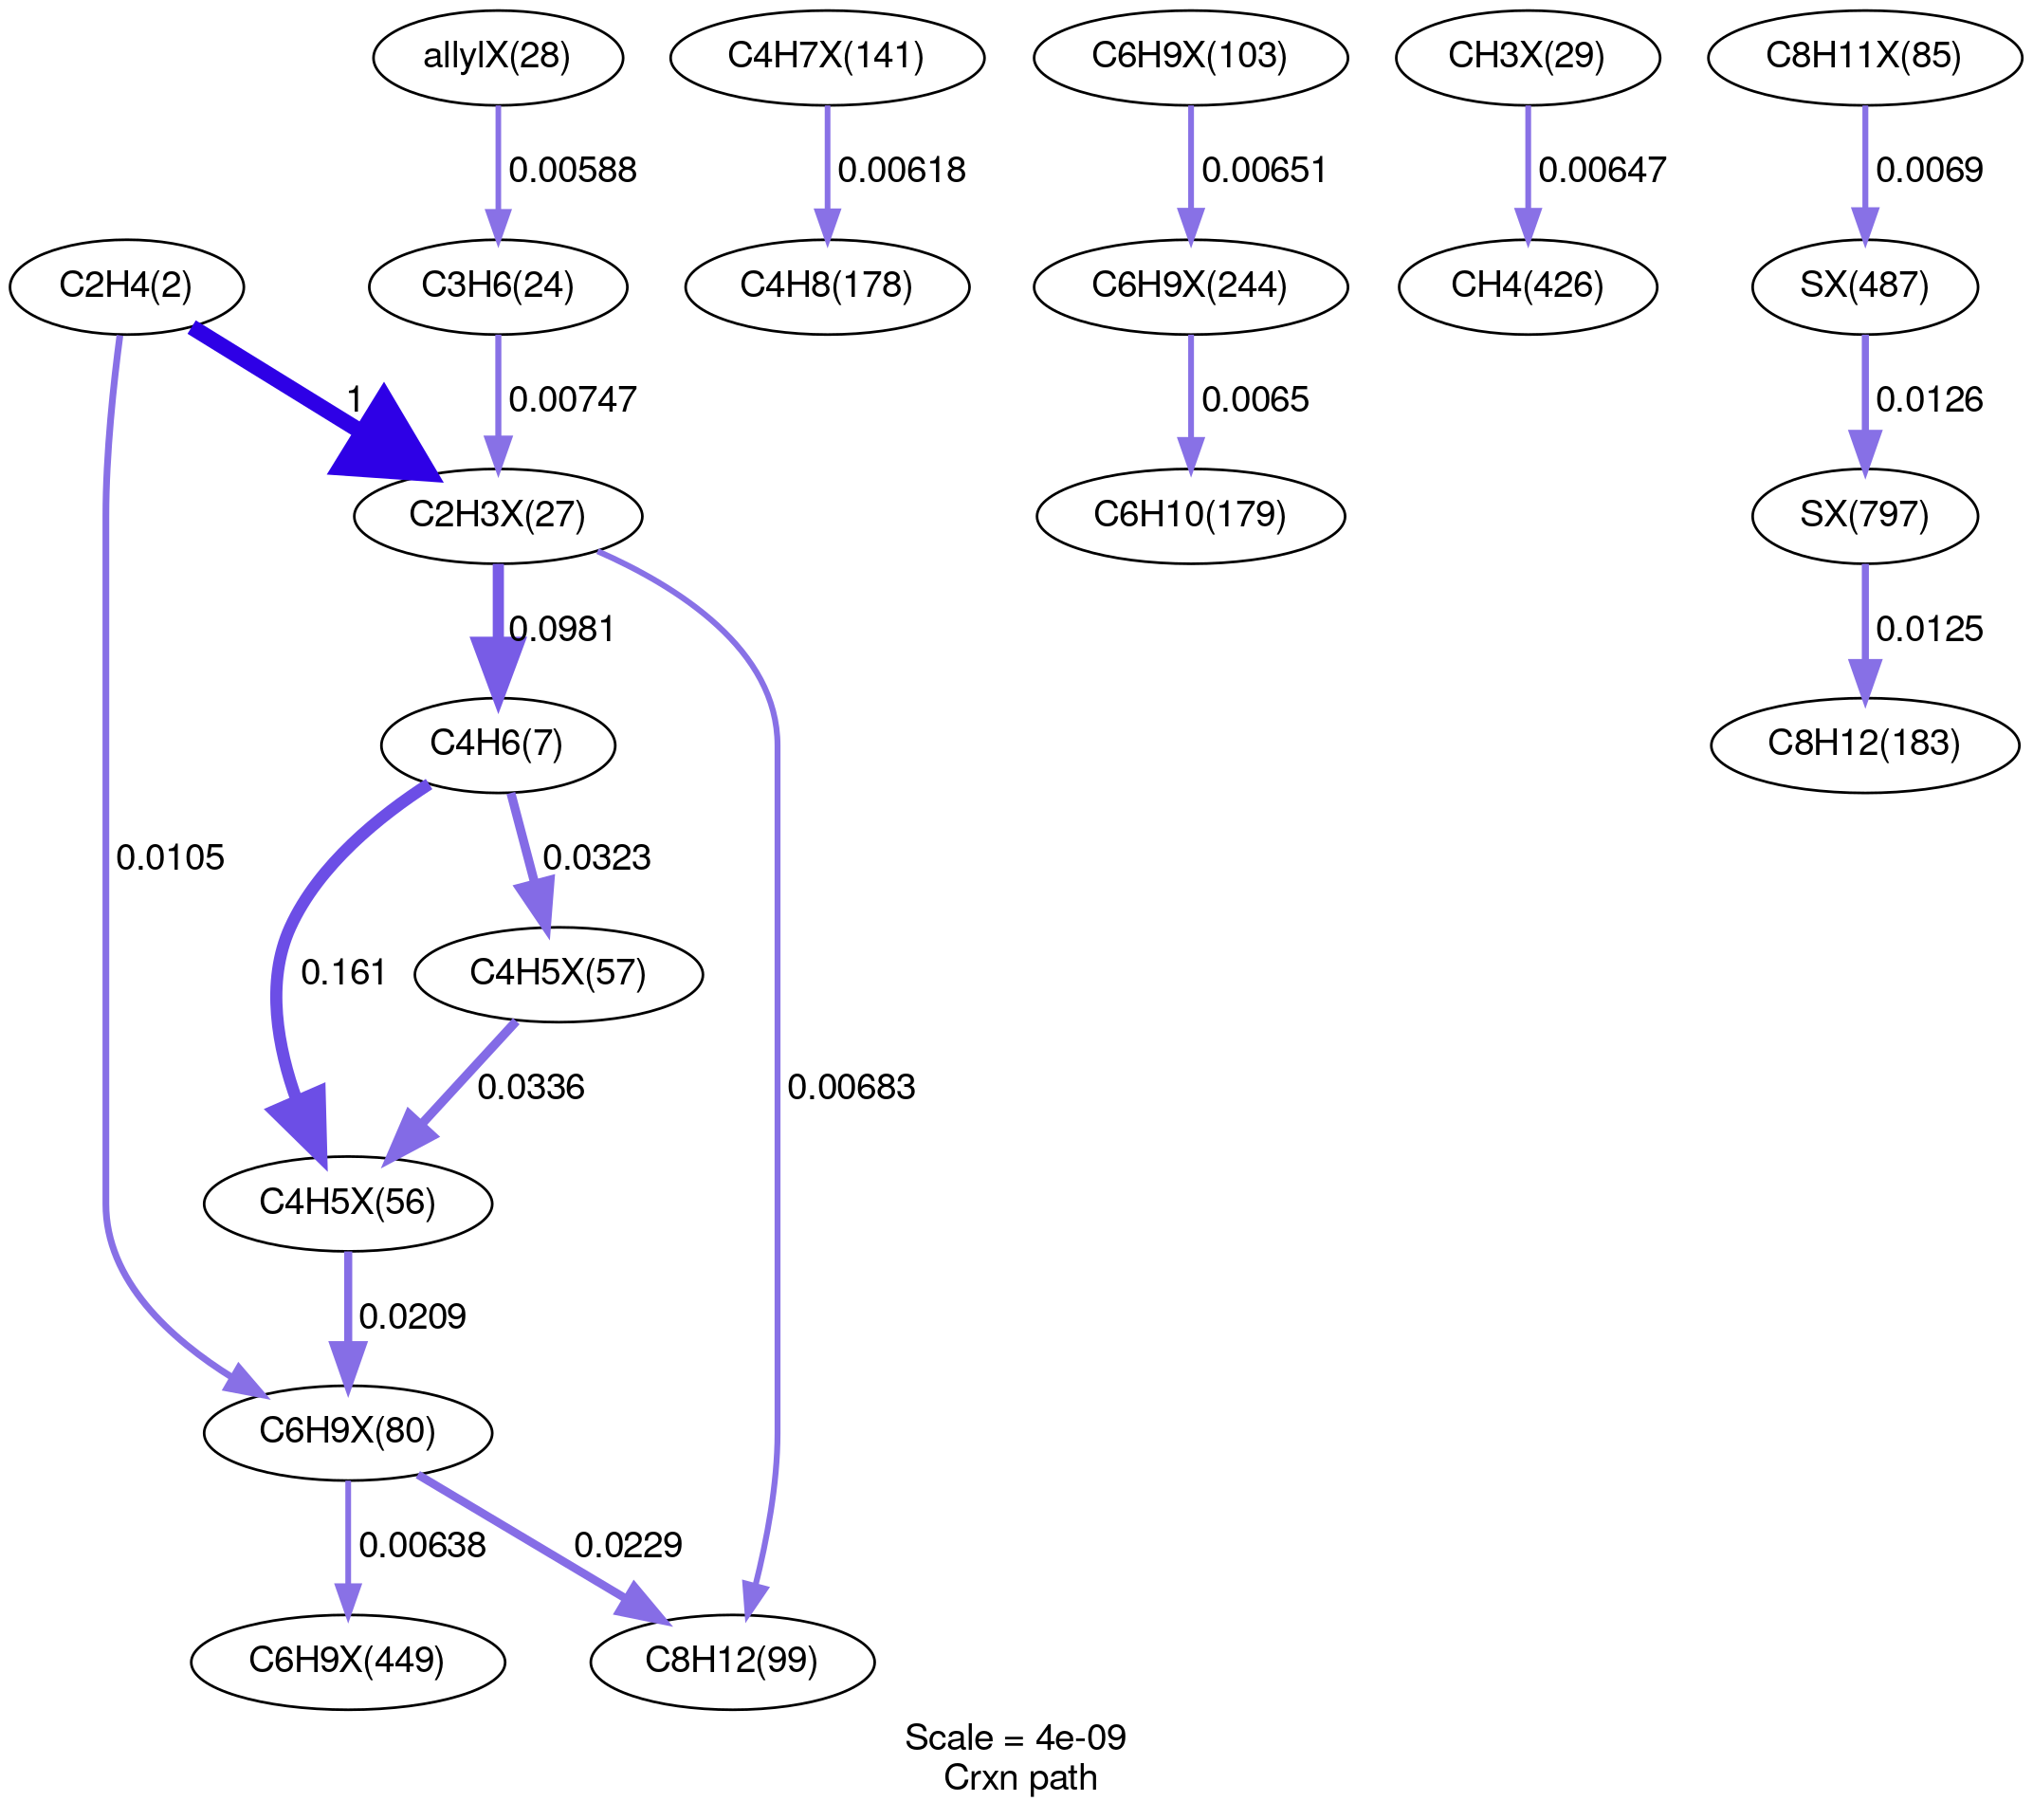 allylX(28)
C4H7X(141)
C6H9X(103)
CH3X(29)
C8H11X(85)
0.00588
0.00618
0.00651
0.00647
0.0069
C2H4(2)
C3H6(24)
C4H8(178)
C6H9X(244)
CH4(426)
SX(487)
1
0.00747
0.0065
0.0126
C2H3X(27)
C6H10(179)
SX(797)
0.0981
0.0125
C4H6(7)
C8H12(183)
0.0105
0.0323
0.161
C4H5X(57)
0.0336
0.00683
C4H5X(56)
0.0209
C6H9X(80)
0.00638
0.0229
C6H9X(449)
C8H12(99)
Scale = 4e-09
Crxn path